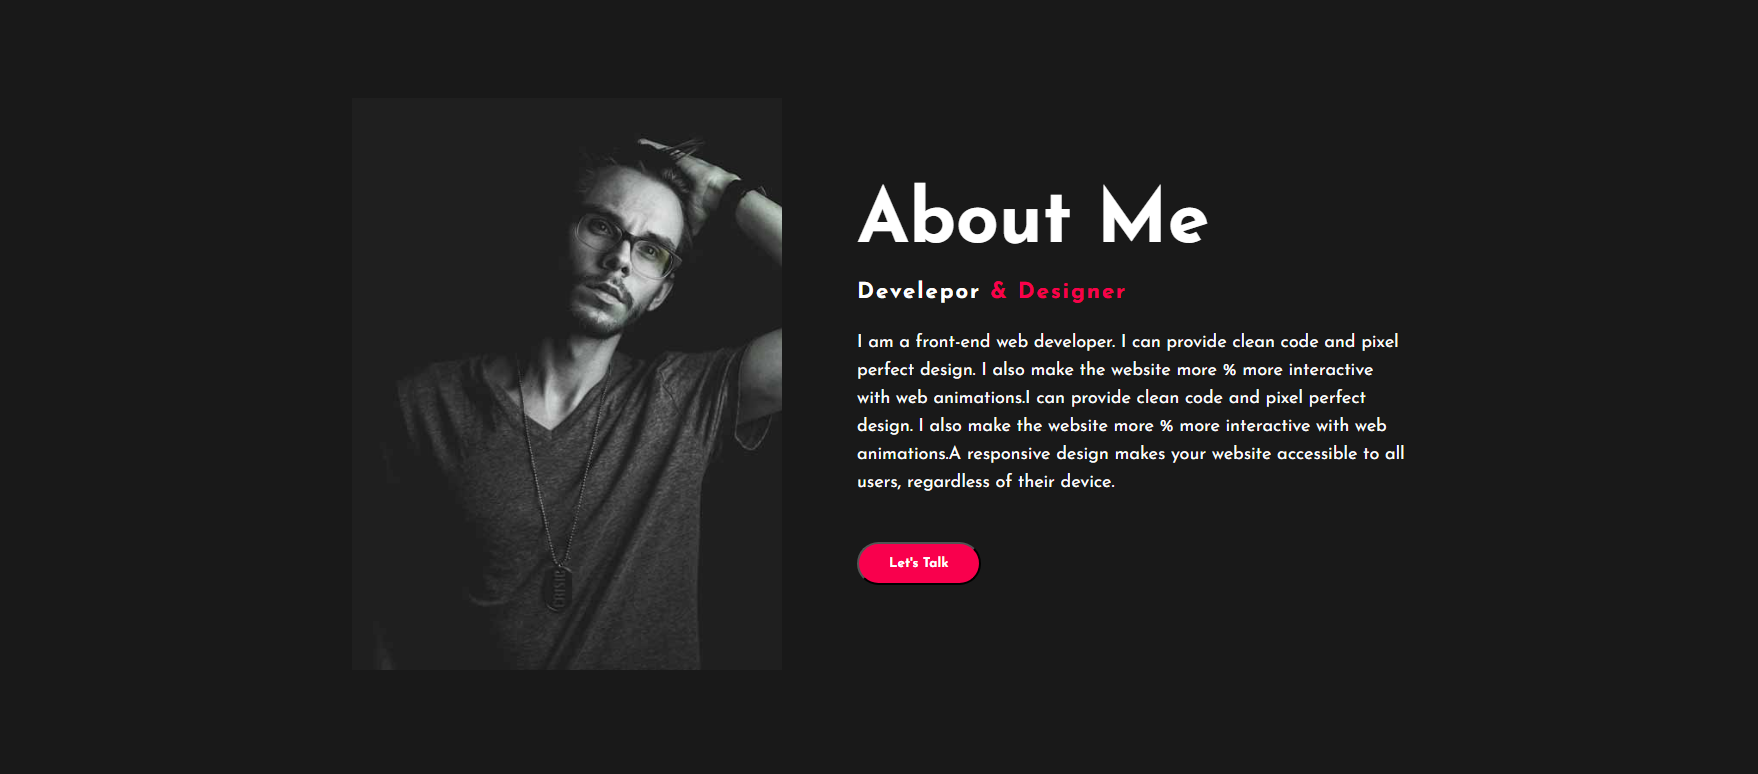 About Me
Develepor & Designer
I am a front-end web developer. I can provide clean code and pixel
perfect design. I also make the website more % more interactive
with web animations.I can provide clean code and pixel perfect
design. I also make the website more % more interactive with web
animations.A responsive design makes your website accessible to all
users, regardless of their device.
Let's Talk